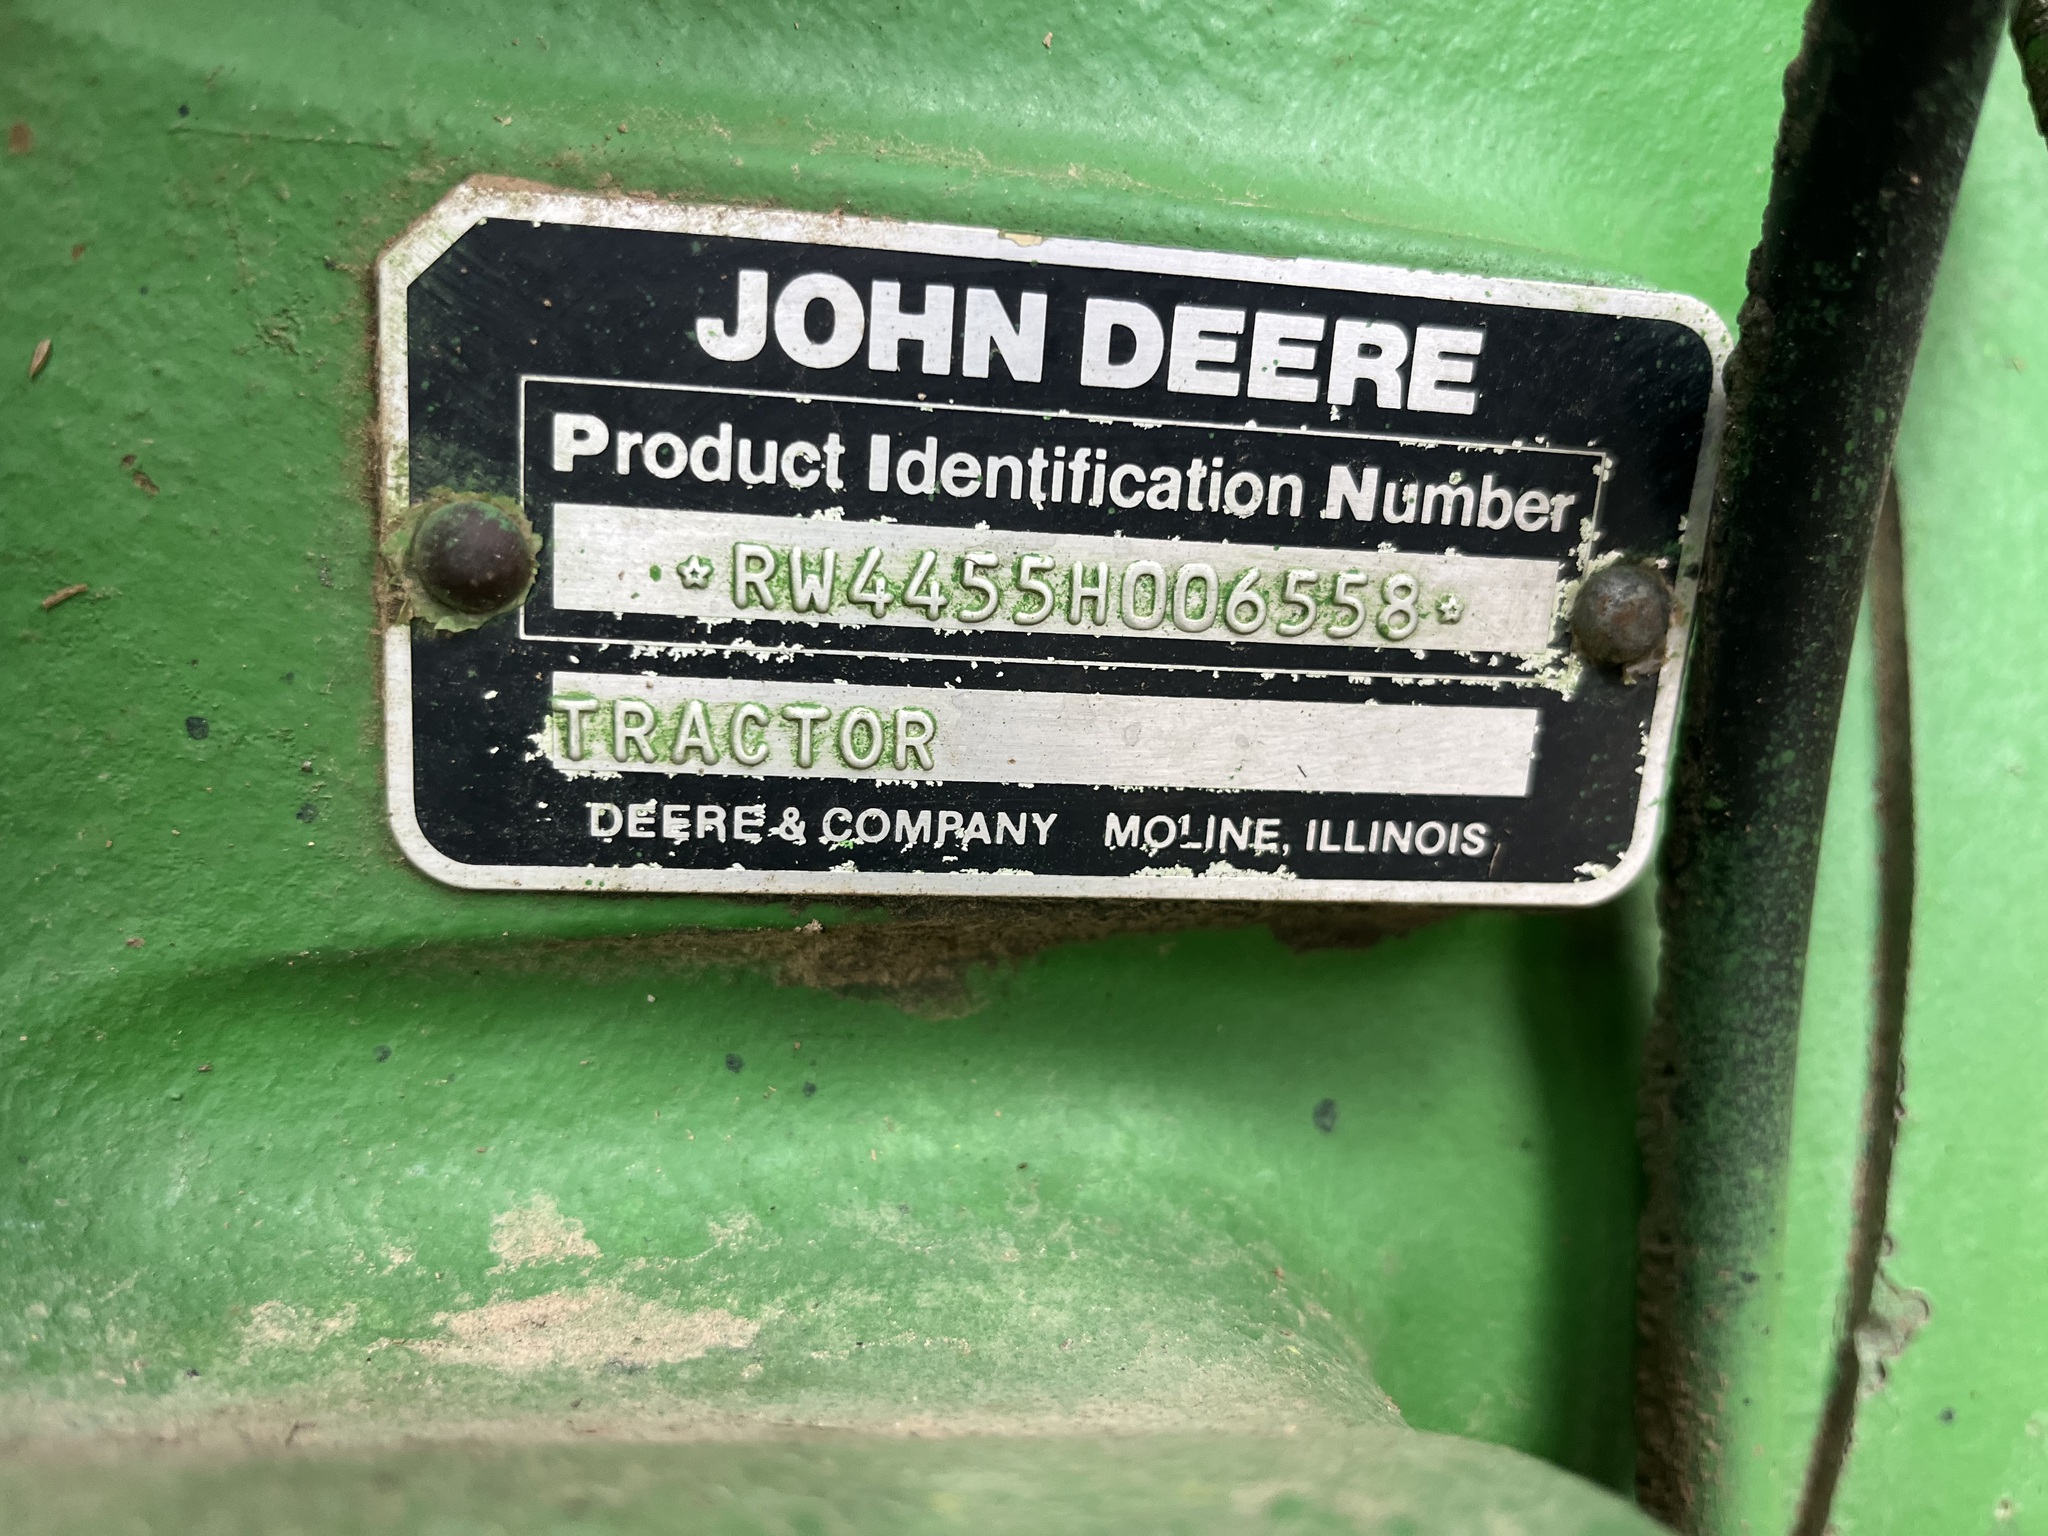 JOHN DEERE
Product Identification Number
☆RW4455H006558☆
TRACTOR
DEERE & COMPANY MOLINE, ILLINOIS